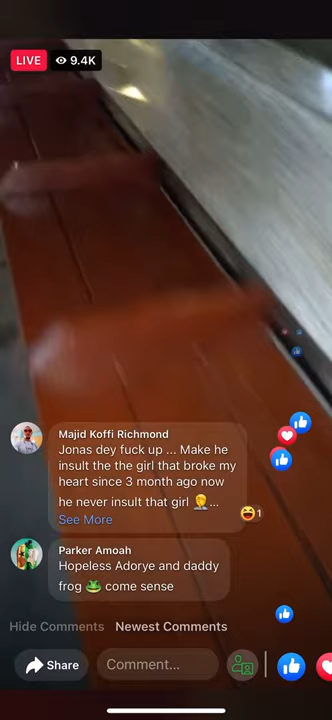 LIVE 9.4K
Majid Koffi Richmond
Jonas dey fuck up ... Make he
insult the the girl that broke my
heart since 3 month ago now
he never insult that girl 🤦...
See More
😆1
Parker Amoah
Hopeless Adorye and daddy
frog 🐸 come sense
Hide Comments Newest Comments
Share Comment...